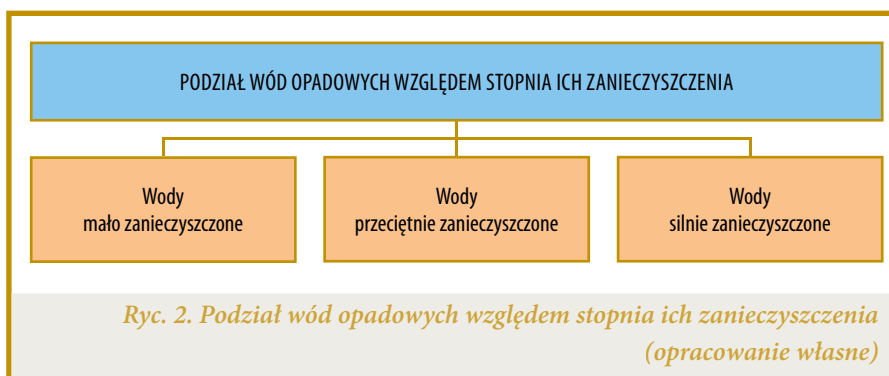 PODZIAŁ WÓD OPADOWYCH WZGLĘDEM STOPNIA ICH ZANIECZYSZCZENIA
Wody
mało zanieczyszczone
Wody
przeciętnie zanieczyszczone
Wody
silnie zanieczyszczone
Ryc. 2. Podział wód opadowych względem stopnia ich zanieczyszczenia
(opracowanie własne)